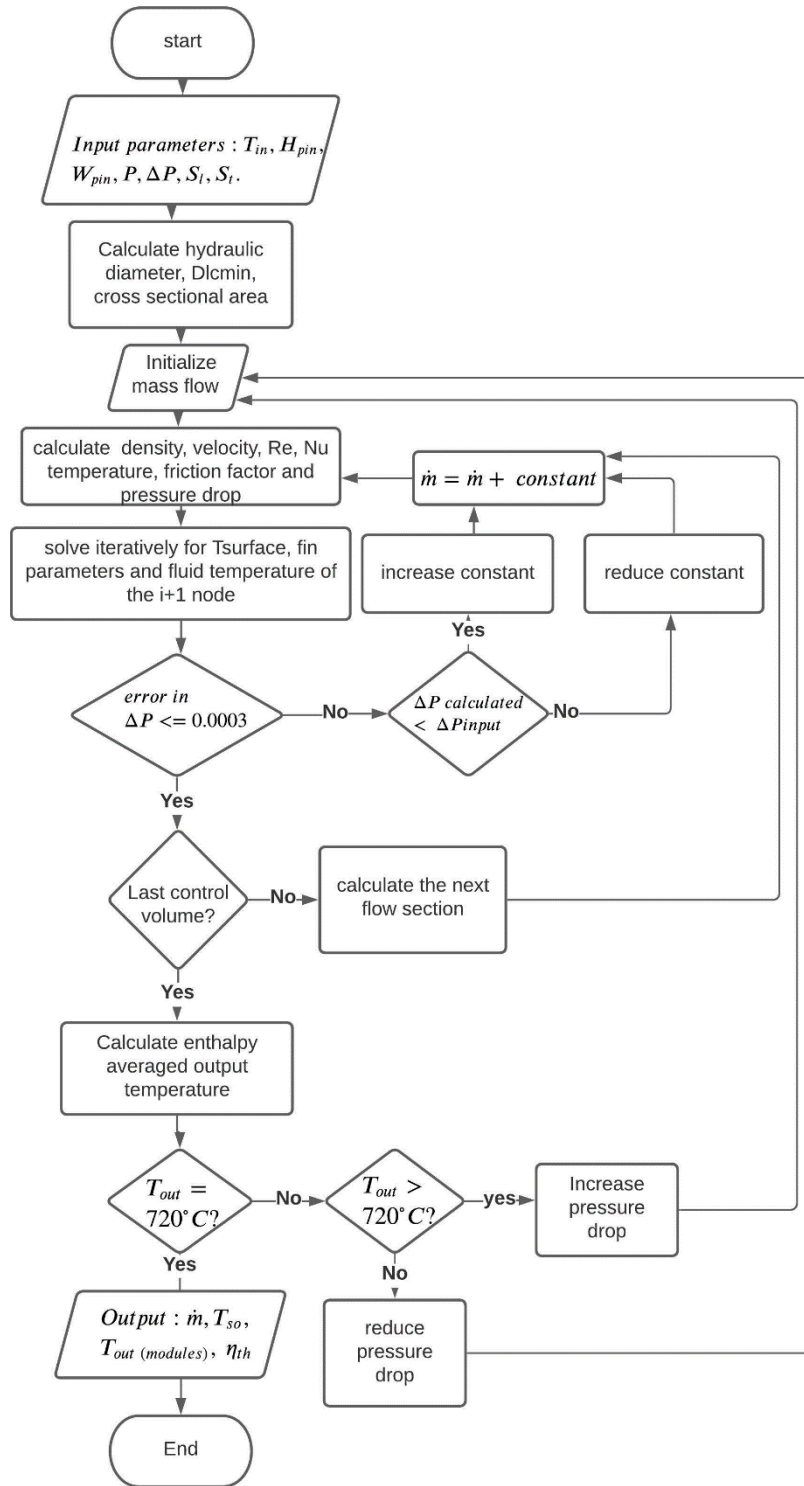 start
Input parameters : T_in, H_pin,
W_pin, P, ΔP, S_l, S_t.
Calculate hydraulic
diameter, Dlcmin,
cross sectional area
Initialize
mass flow
calculate density, velocity, Re, Nu
temperature, friction factor and
pressure drop
ṁ = ṁ + constant
solve iteratively for Tsurface, fin
parameters and fluid temperature of
the i+1 node
increase constant
reduce constant
Yes
error in
ΔP <= 0.0003
No
ΔP calculated
< ΔPinput
No
Yes
Last control
volume?
No
calculate the next
flow section
Yes
Calculate enthalpy
averaged output
temperature
T_out =
720°C?
No
T_out >
720°C?
yes
Increase
pressure
drop
Yes
No
Output : ṁ, T_so,
T_out (modules), η_th
reduce
pressure
drop
End